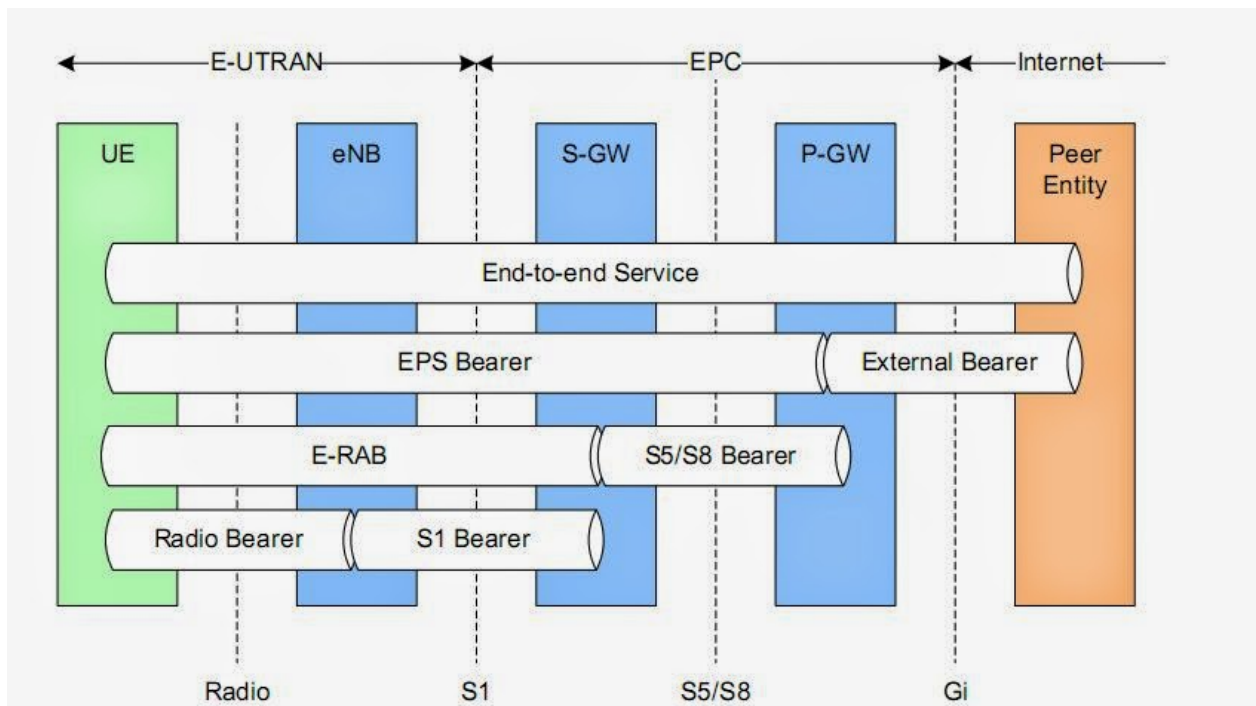 E-UTRAN EPC Internet
UE eNB S-GW P-GW Peer
Entity
End-to-end Service
EPS Bearer External Bearer
E-RAB S5/S8 Bearer
Radio Bearer S1 Bearer
Radio S1 S5/S8 Gi